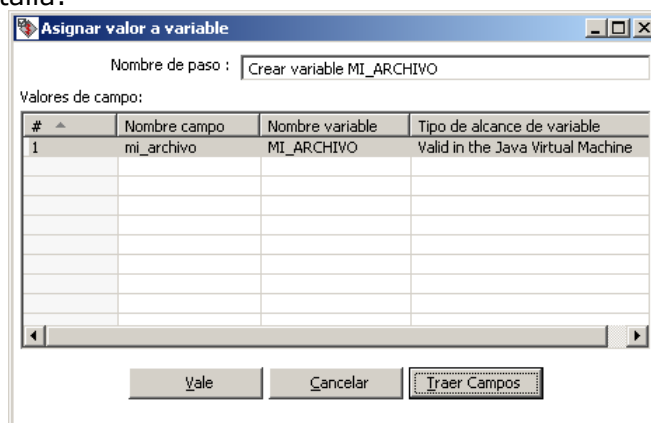 Asignar valor a variable
Nombre de paso : Crear variable MI_ARCHIVO
Valores de campo:
# Nombre campo Nombre variable Tipo de alcance de variable
1 mi_archivo MI_ARCHIVO Valid in the Java Virtual Machine
Vale Cancelar Traer Campos